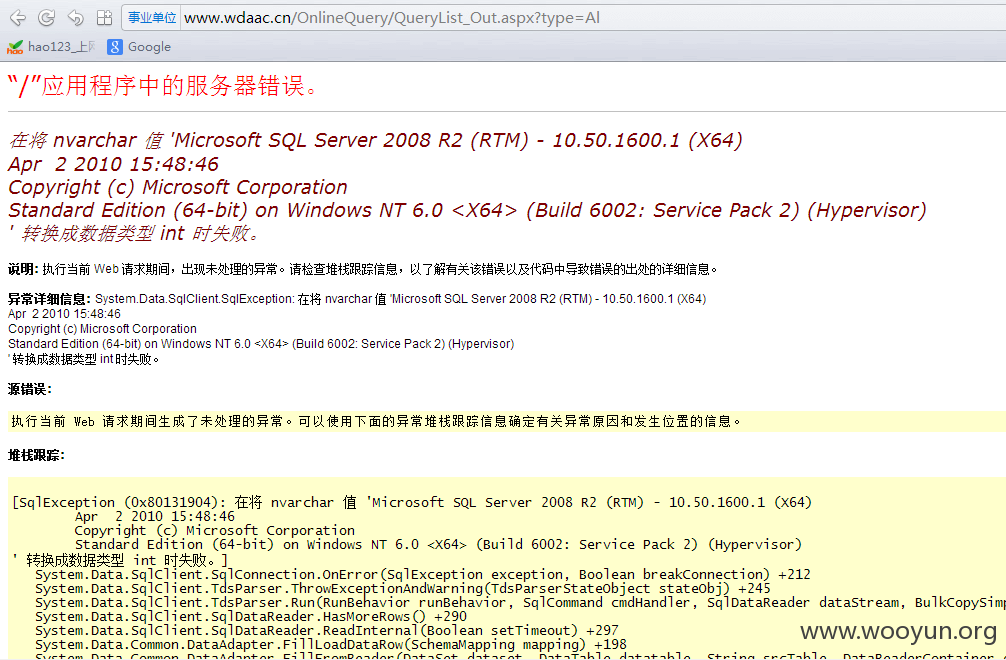 事业单位 www.wdaac.cn/OnlineQuery/QueryList_Out.aspx?type=Al
hao123_上 Google
“/”应用程序中的服务器错误。
在将 nvarchar 值 'Microsoft SQL Server 2008 R2 (RTM) - 10.50.1600.1 (X64)
Apr 2 2010 15:48:46
Copyright (c) Microsoft Corporation
Standard Edition (64-bit) on Windows NT 6.0 <X64> (Build 6002: Service Pack 2) (Hypervisor)
' 转换成数据类型 int 时失败。
说明: 执行当前 Web 请求期间，出现未处理的异常。请检查堆栈跟踪信息，以了解有关该错误以及代码中导致错误的出处的详细信息。
异常详细信息: System.Data.SqlClient.SqlException: 在将 nvarchar 值 'Microsoft SQL Server 2008 R2 (RTM) - 10.50.1600.1 (X64)
Apr 2 2010 15:48:46
Copyright (c) Microsoft Corporation
Standard Edition (64-bit) on Windows NT 6.0 <X64> (Build 6002: Service Pack 2) (Hypervisor)
' 转换成数据类型 int 时失败。
源错误:
执行当前 Web 请求期间生成了未处理的异常。可以使用下面的异常堆栈跟踪信息确定有关异常原因和发生位置的信息。
堆栈跟踪:
[SqlException (0x80131904): 在将 nvarchar 值 'Microsoft SQL Server 2008 R2 (RTM) - 10.50.1600.1 (X64)
Apr 2 2010 15:48:46
Copyright (c) Microsoft Corporation
Standard Edition (64-bit) on Windows NT 6.0 <X64> (Build 6002: Service Pack 2) (Hypervisor)
' 转换成数据类型 int 时失败。]
System.Data.SqlClient.SqlConnection.OnError(SqlException exception, Boolean breakConnection) +212
System.Data.SqlClient.TdsParser.ThrowExceptionAndWarning(TdsParserStateObject stateObj) +245
System.Data.SqlClient.TdsParser.Run(RunBehavior runBehavior, SqlCommand cmdHandler, SqlDataReader dataStream, BulkCopySimp
System.Data.SqlClient.SqlDataReader.HasMoreRows() +290
System.Data.SqlClient.SqlDataReader.ReadInternal(Boolean setTimeout) +297
System.Data.Common.DataAdapter.FillLoadDataRow(SchemaMapping mapping) +198
System.Data.Common.DataAdapter.FillFromReader(DataSet dataset, DataTable datatable, String srcTable, DataReaderContainer
www.wooyun.org